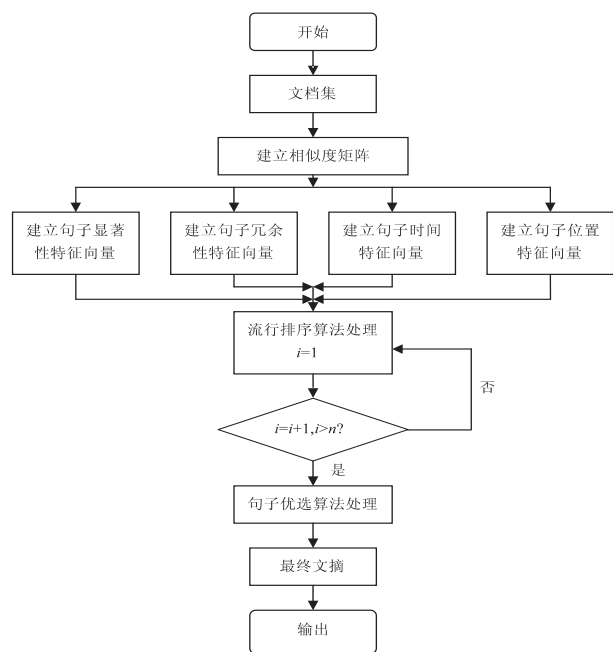 开始
文档集
建立相似度矩阵
建立句子显著
性特征向量
建立句子冗余
性特征向量
建立句子时间
特征向量
建立句子位置
特征向量
流行排序算法处理
i=1
否
i=i+1,i>n?
是
句子优选算法处理
最终文摘
输出